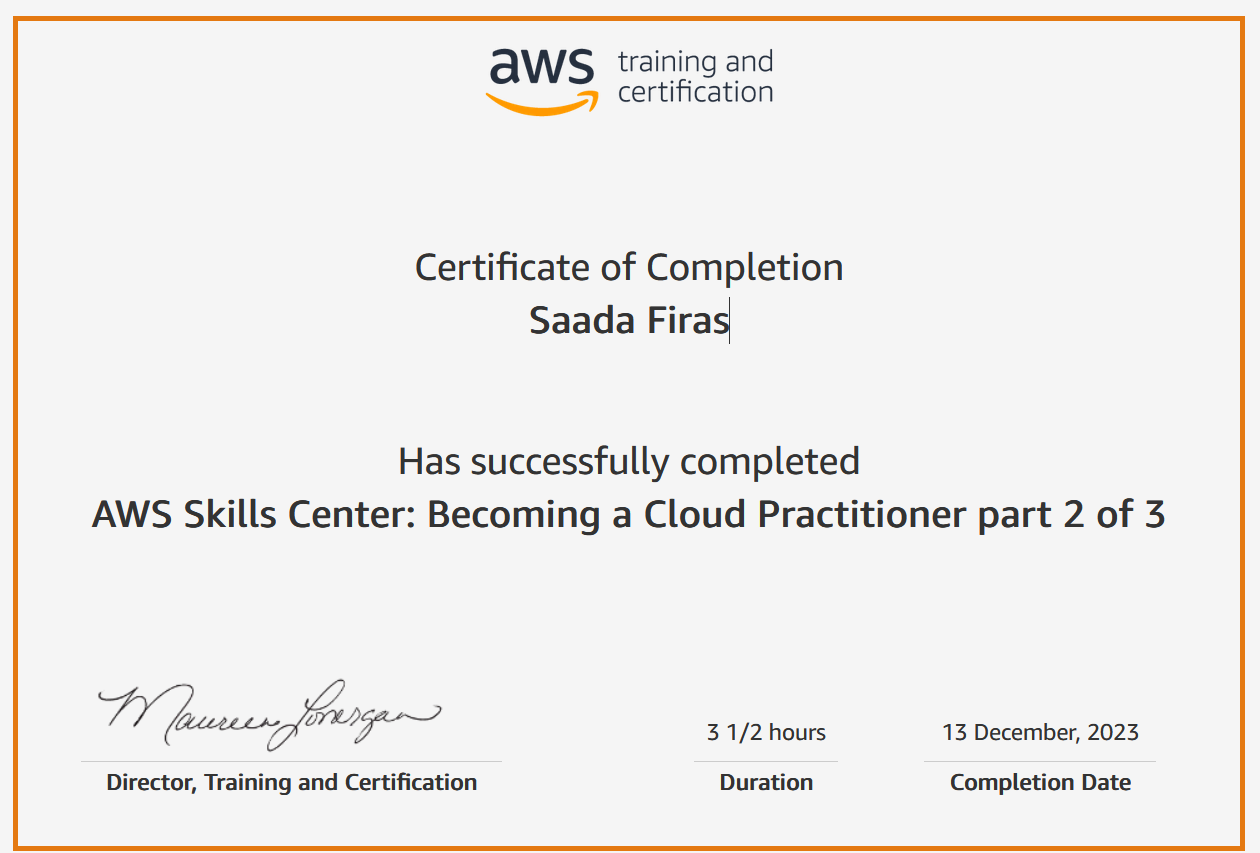 aws training and
certification
Certificate of Completion
Saada Firas
Has successfully completed
AWS Skills Center: Becoming a Cloud Practitioner part 2 of 3
Maureen Lonergan
3 1/2 hours
13 December, 2023
Director, Training and Certification
Duration
Completion Date